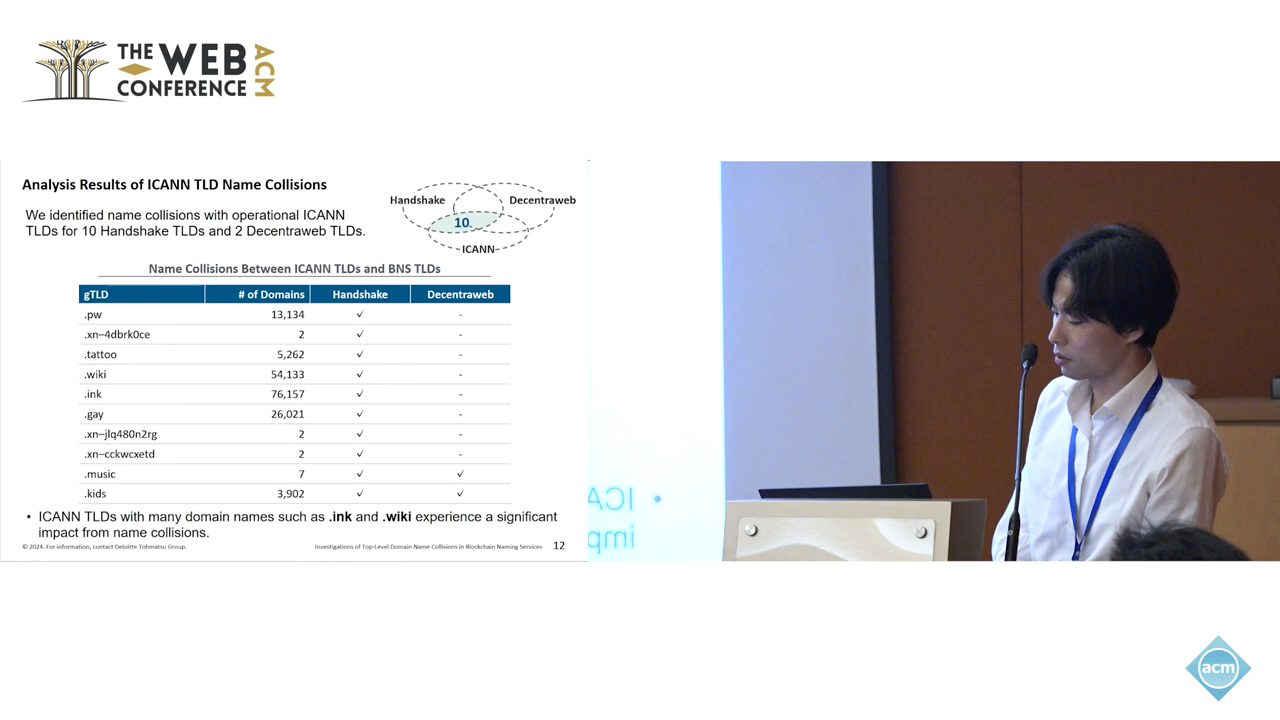 THE WEB
CONFERENCE
ACM
Analysis Results of ICANN TLD Name Collisions
We identified name collisions with operational ICANN
TLDs for 10 Handshake TLDs and 2 Decentraweb TLDs.
Handshake
Decentraweb
10
ICANN
Name Collisions Between ICANN TLDs and BNS TLDs
gTLD # of Domains Handshake Decentraweb
.pw 13,134 ✓ -
.xn–4dbrk0ce 2 ✓ -
.tattoo 5,262 ✓ -
.wiki 54,133 ✓ -
.ink 76,157 ✓ -
.gay 26,021 ✓ -
.xn–jlq480n2rg 2 ✓ -
.xn–cckwcxetd 2 ✓ -
.music 7 ✓ ✓
.kids 3,902 ✓ ✓
• ICANN TLDs with many domain names such as .ink and .wiki experience a significant
impact from name collisions.
© 2024. For information, contact Deloitte Tohmatsu Group.
Investigations of Top-Level Domain Name Collisions in Blockchain Naming Services 12
• ICA
imp
acm